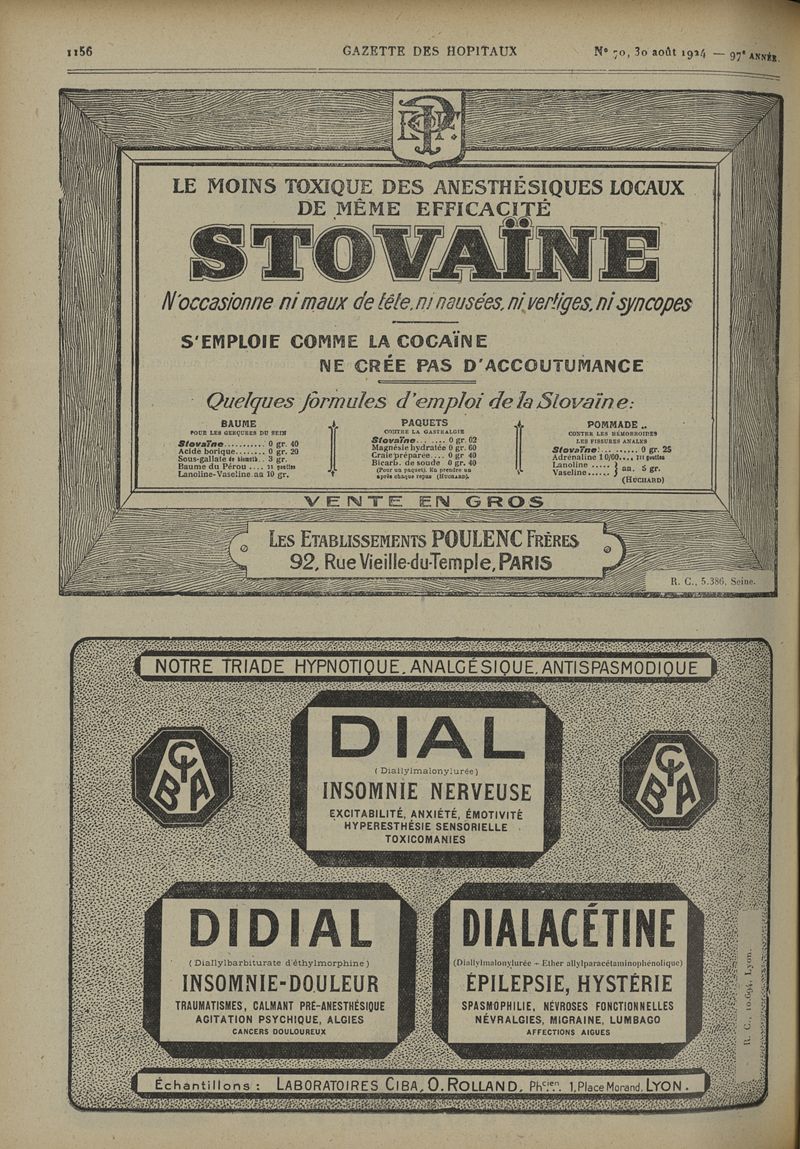 1156 GAZETTE DES HOPITAUX N° 70, 30 août 1924 — 97e ANNÉE.
LE MOINS TOXIQUE DES ANESTHÉSIQUES LOCAUX
DE MÊME EFFICACITÉ
STOVAÏNE
N'occasionne ni maux de tête, ni nausées, ni vertiges, ni syncopes
S'EMPLOIE COMME LA COCAÏNE
NE CRÉE PAS D'ACCOUTUMANCE
Quelques formules d'emploi de la Stovaïne:
BAUME
POUR LES GERÇURES DU SEIN
Stovaïne........... 0 gr. 40
Acide borique........ 0 gr. 20
Sous-gallate de bismuth.. 3 gr.
Baume du Pérou .... 11 gouttes
Lanoline-Vaseline aa 10 gr.
PAQUETS
CONTRE LA GASTRALGIE
Stovaïne....... 0 gr. 02
Magnésie hydratée 0 gr. 60
Craie préparée.... 0 gr. 40
Bicarb. de soude 0 gr. 40
(Pour un paquet). En prendre un
après chaque repas (HUCHARD).
POMMADE
CONTRE LES HÉMORROIDES
LES FISSURES ANALES
Stovaïne......... 0 gr. 25
Adrénaline 10/00.... III gouttes
Lanoline ..... } aa. 5 gr.
Vaseline...... }
(HUCHARD)
VENTE EN GROS
LES ETABLISSEMENTS POULENC FRÈRES
92, Rue Vieille-du-Temple, PARIS
R. C., 5.386, Seine.
NOTRE TRIADE HYPNOTIQUE, ANALGÉSIQUE, ANTISPASMODIQUE
DIAL
(Diallylmalonylurée)
INSOMNIE NERVEUSE
EXCITABILITÉ, ANXIÉTÉ, ÉMOTIVITÉ
HYPERESTHÉSIE SENSORIELLE
TOXICOMANIES
CIBA
CIBA
DIDIAL
(Diallylbarbiturate d'éthylmorphine)
INSOMNIE-DOULEUR
TRAUMATISMES, CALMANT PRÉ-ANESTHÉSIQUE
AGITATION PSYCHIQUE, ALGIES
CANCERS DOULOUREUX
DIALACÉTINE
(Diallylmalonylurée + Ether allylparacétaminophénolique)
ÉPILEPSIE, HYSTÉRIE
SPASMOPHILIE, NÉVROSES FONCTIONNELLES
NÉVRALGIES, MIGRAINE, LUMBAGO
AFFECTIONS AIGUES
R. C., 10.694, Lyon.
Échantillons : LABORATOIRES CIBA, O. ROLLAND, Phcien, 1, Place Morand, LYON.